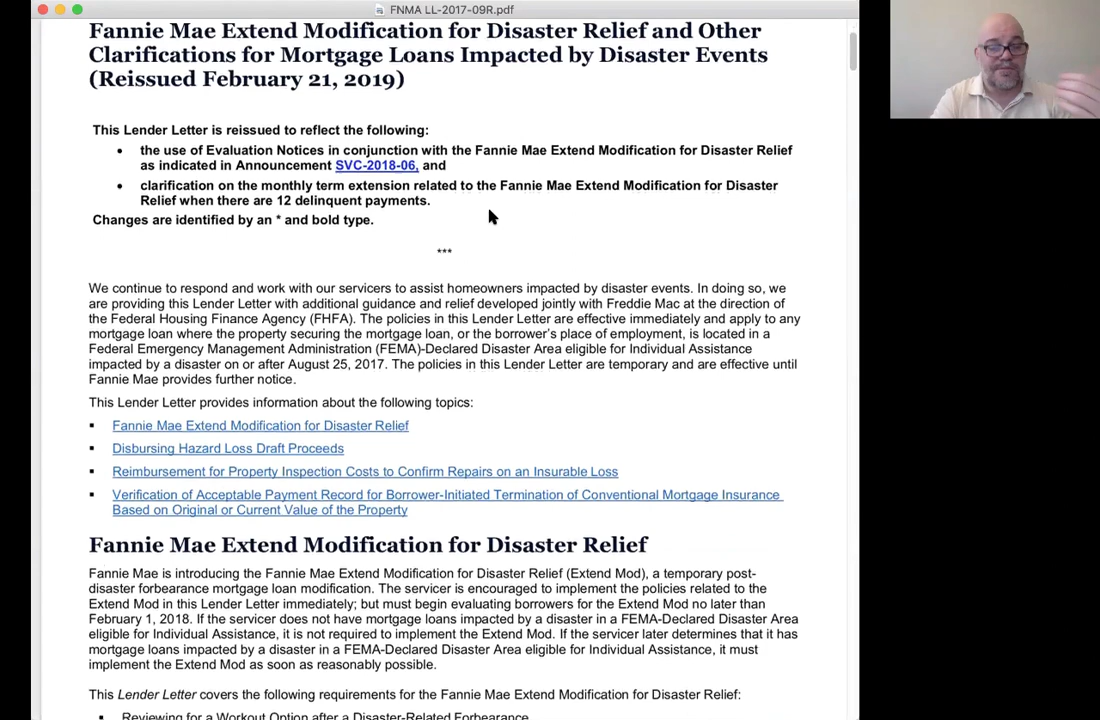 FNMA LL-2017-09R.pdf
Fannie Mae Extend Modification for Disaster Relief and Other
Clarifications for Mortgage Loans Impacted by Disaster Events
(Reissued February 21, 2019)
This Lender Letter is reissued to reflect the following:
• the use of Evaluation Notices in conjunction with the Fannie Mae Extend Modification for Disaster Relief
as indicated in Announcement SVC-2018-06, and
• clarification on the monthly term extension related to the Fannie Mae Extend Modification for Disaster
Relief when there are 12 delinquent payments.
Changes are identified by an * and bold type.
***
We continue to respond and work with our servicers to assist homeowners impacted by disaster events. In doing so, we
are providing this Lender Letter with additional guidance and relief developed jointly with Freddie Mac at the direction of
the Federal Housing Finance Agency (FHFA). The policies in this Lender Letter are effective immediately and apply to any
mortgage loan where the property securing the mortgage loan, or the borrower's place of employment, is located in a
Federal Emergency Management Administration (FEMA)-Declared Disaster Area eligible for Individual Assistance
impacted by a disaster on or after August 25, 2017. The policies in this Lender Letter are temporary and are effective until
Fannie Mae provides further notice.
This Lender Letter provides information about the following topics:
▪ Fannie Mae Extend Modification for Disaster Relief
▪ Disbursing Hazard Loss Draft Proceeds
▪ Reimbursement for Property Inspection Costs to Confirm Repairs on an Insurable Loss
▪ Verification of Acceptable Payment Record for Borrower-Initiated Termination of Conventional Mortgage Insurance
Based on Original or Current Value of the Property
Fannie Mae Extend Modification for Disaster Relief
Fannie Mae is introducing the Fannie Mae Extend Modification for Disaster Relief (Extend Mod), a temporary post-
disaster forbearance mortgage loan modification. The servicer is encouraged to implement the policies related to the
Extend Mod in this Lender Letter immediately; but must begin evaluating borrowers for the Extend Mod no later than
February 1, 2018. If the servicer does not have mortgage loans impacted by a disaster in a FEMA-Declared Disaster Area
eligible for Individual Assistance, it is not required to implement the Extend Mod. If the servicer later determines that it has
mortgage loans impacted by a disaster in a FEMA-Declared Disaster Area eligible for Individual Assistance, it must
implement the Extend Mod as soon as reasonably possible.
This Lender Letter covers the following requirements for the Fannie Mae Extend Modification for Disaster Relief:
▪ Reviewing for a Workout Option after a Disaster-Related Forbearance